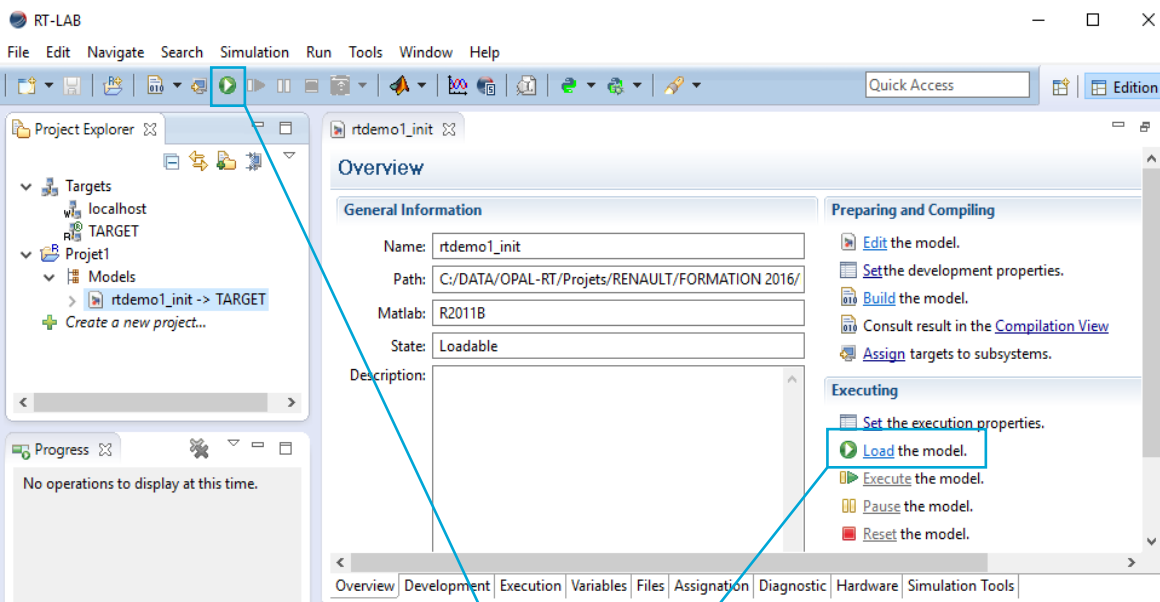 RT-LAB
File Edit Navigate Search Simulation Run Tools Window Help
Quick Access
Edition
Project Explorer
Targets
localhost
TARGET
Projet1
Models
rtdemo1_init -> TARGET
Create a new project...
Progress
No operations to display at this time.
rtdemo1_init
Overview
General Information
Name: rtdemo1_init
Path: C:/DATA/OPAL-RT/Projets/RENAULT/FORMATION 2016/
Matlab: R2011B
State: Loadable
Description:
Preparing and Compiling
Edit the model.
Setthe development properties.
Build the model.
Consult result in the Compilation View
Assign targets to subsystems.
Executing
Set the execution properties.
Load the model.
Execute the model.
Pause the model.
Reset the model.
Overview Development Execution Variables Files Assignation Diagnostic Hardware Simulation Tools